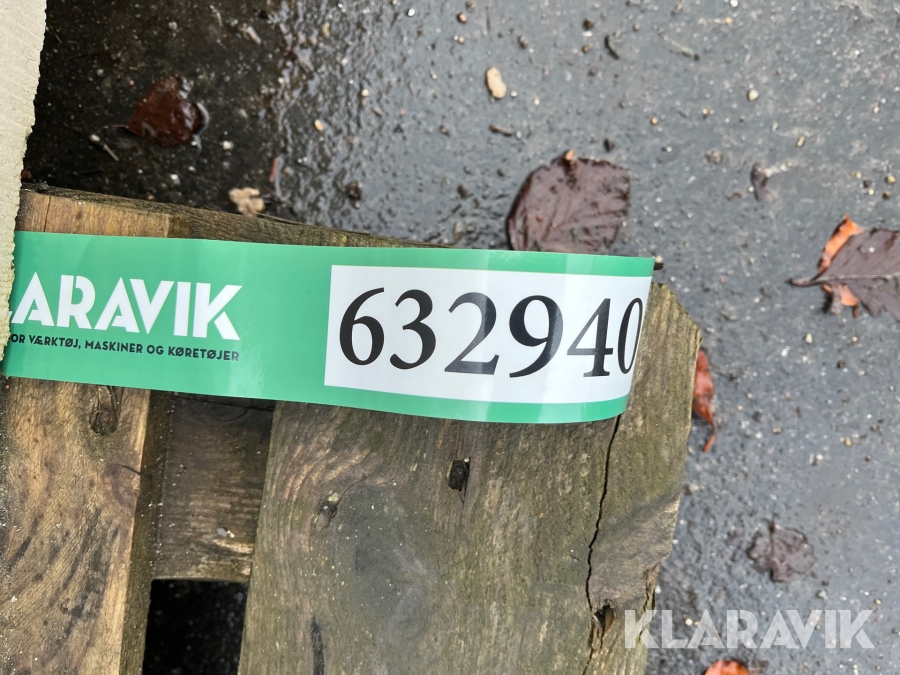 LARAVIK
OR VÆRKTØJ, MASKINER OG KØRETØJER
632940
KLARAVIK